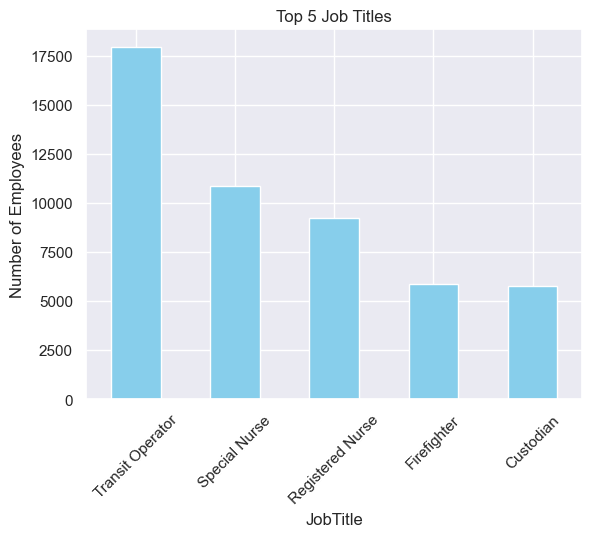 Top 5 Job Titles
Number of Employees
17500
15000
12500
10000
7500
5000
2500
0
Transit Operator
Special Nurse
Registered Nurse
Firefighter
Custodian
JobTitle